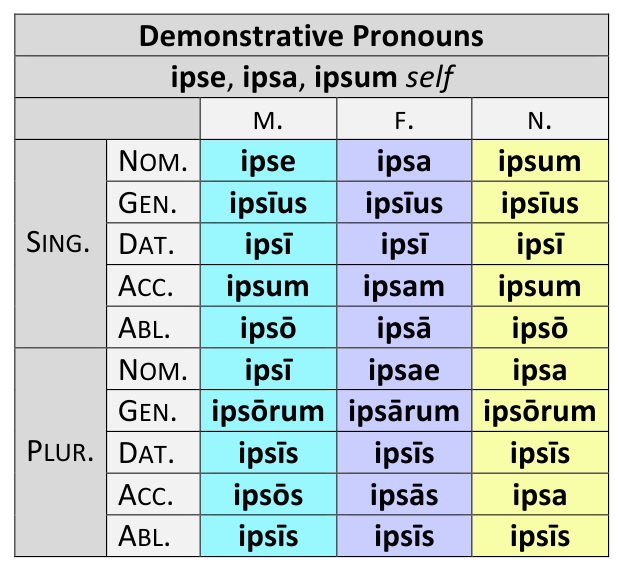 Demonstrative Pronouns
ipse, ipsa, ipsum self
M. F. N.
SING.
NOM. ipse ipsa ipsum
GEN. ipsīus ipsīus ipsīus
DAT. ipsī ipsī ipsī
ACC. ipsum ipsam ipsum
ABL. ipsō ipsā ipsō
PLUR.
NOM. ipsī ipsae ipsa
GEN. ipsōrum ipsārum ipsōrum
DAT. ipsīs ipsīs ipsīs
ACC. ipsōs ipsās ipsa
ABL. ipsīs ipsīs ipsīs